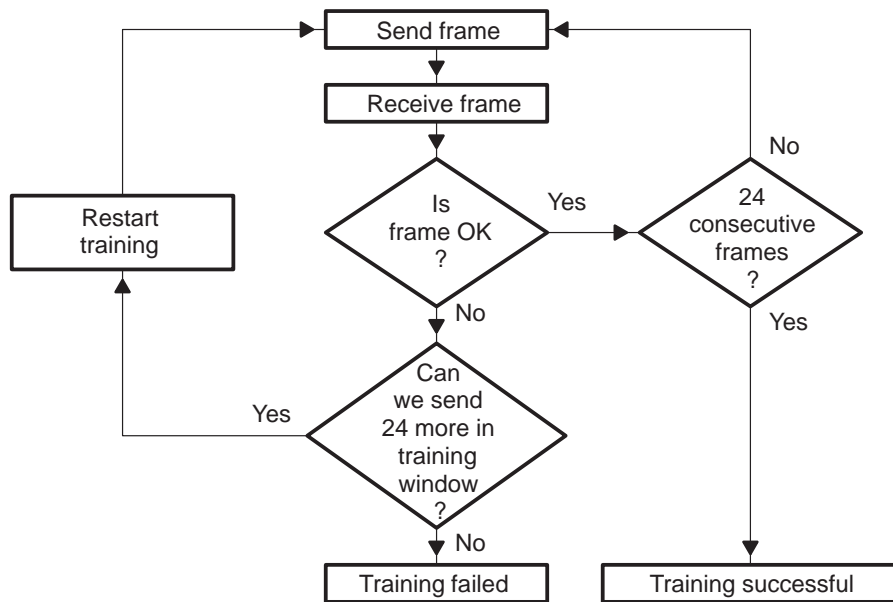 Send frame
Receive frame
No
Restart
training
Is
frame OK
?
Yes
24
consecutive
frames
?
No
Yes
Can
we send
24 more in
training
window
?
Yes
No
Training failed
Training successful